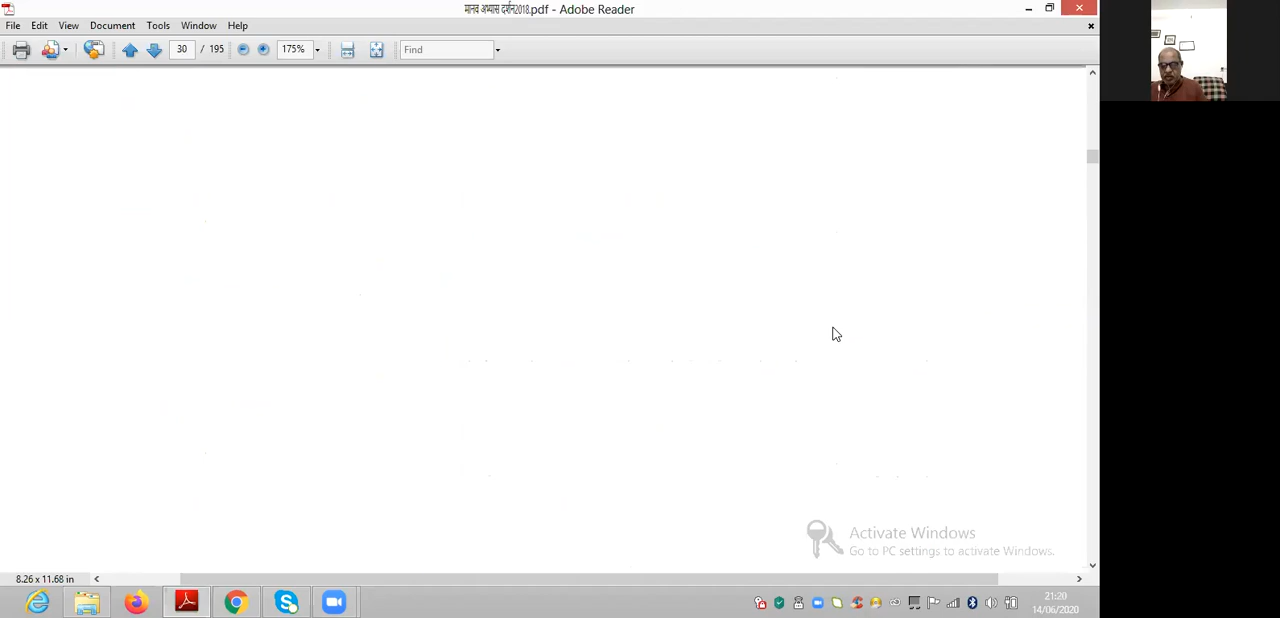 मानव अभ्यास दर्शन2018.pdf - Adobe Reader
File Edit View Document Tools Window Help
30 / 195 175% Find
Activate Windows
Go to PC settings to activate Windows.
8.26 x 11.68 in
21:20
14/06/2020